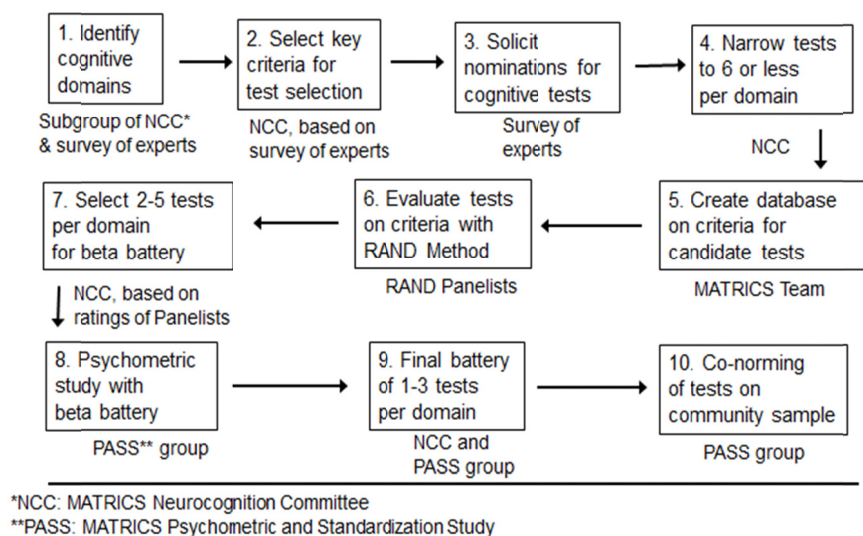 1. Identify
cognitive
domains
Subgroup of NCC*
& survey of experts
2. Select key
criteria for
test selection
NCC, based on
survey of experts
3. Solicit
nominations for
cognitive tests
Survey of
experts
4. Narrow tests
to 6 or less
per domain
NCC
5. Create database
on criteria for
candidate tests
MATRICS Team
6. Evaluate tests
on criteria with
RAND Method
RAND Panelists
7. Select 2-5 tests
per domain
for beta battery
NCC, based on
ratings of Panelists
8. Psychometric
study with
beta battery
PASS** group
9. Final battery
of 1-3 tests
per domain
NCC and
PASS group
10. Co-norming
of tests on
community sample
PASS group
*NCC: MATRICS Neurocognition Committee
**PASS: MATRICS Psychometric and Standardization Study